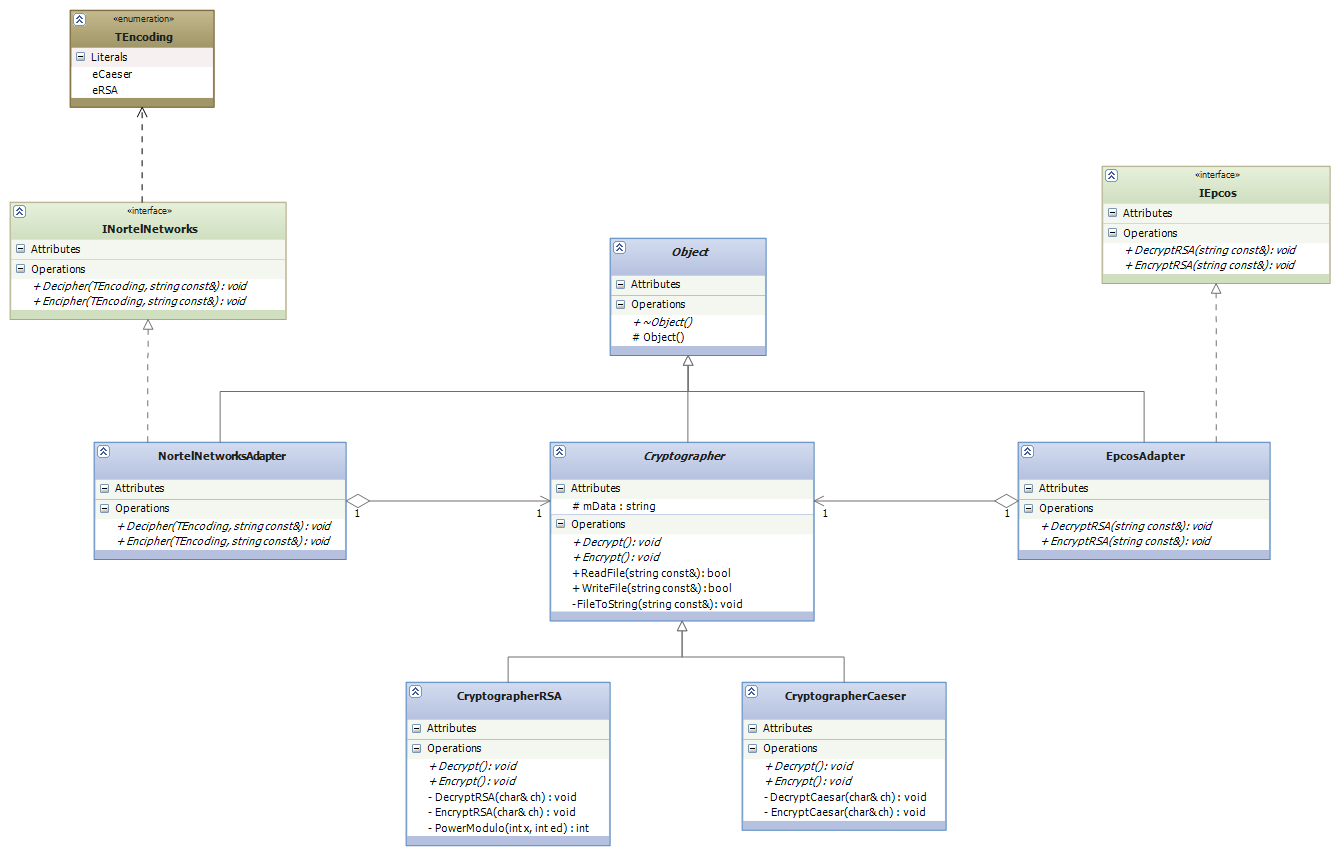 «enumeration»
TEncoding
Literals
eCaeser
eRSA
«interface»
INortelNetworks
Attributes
Operations
+ Decipher(TEncoding, string const&) : void
+ Encipher(TEncoding, string const&) : void
«interface»
IEpcos
Attributes
Operations
+ DecryptRSA(string const&) : void
+ EncryptRSA(string const&) : void
Object
Attributes
Operations
+ ~Object()
# Object()
NortelNetworksAdapter
Attributes
Operations
+ Decipher(TEncoding, string const&) : void
+ Encipher(TEncoding, string const&) : void
1
1
Cryptographer
Attributes
# mData : string
Operations
+ Decrypt() : void
+ Encrypt() : void
+ReadFile(string const&) : bool
+ WriteFile(string const&) : bool
-FileToString(string const&) : void
1
1
EpcosAdapter
Attributes
Operations
+ DecryptRSA(string const&) : void
+ EncryptRSA(string const&) : void
CryptographerRSA
Attributes
Operations
+ Decrypt() : void
+ Encrypt() : void
- DecryptRSA(char& ch) : void
- EncryptRSA(char& ch) : void
- PowerModulo(int x, int ed) : int
CryptographerCaeser
Attributes
Operations
+ Decrypt() : void
+ Encrypt() : void
- DecryptCaesar(char& ch) : void
- EncryptCaesar(char& ch) : void